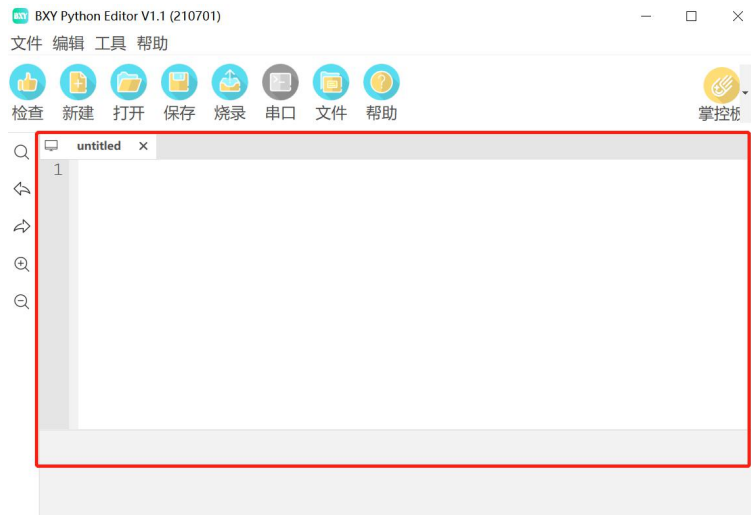 BXY BXY Python Editor V1.1 (210701)
文件 编辑 工具 帮助
检查 新建 打开 保存 烧录 串口 文件 帮助 掌控板
untitled
1